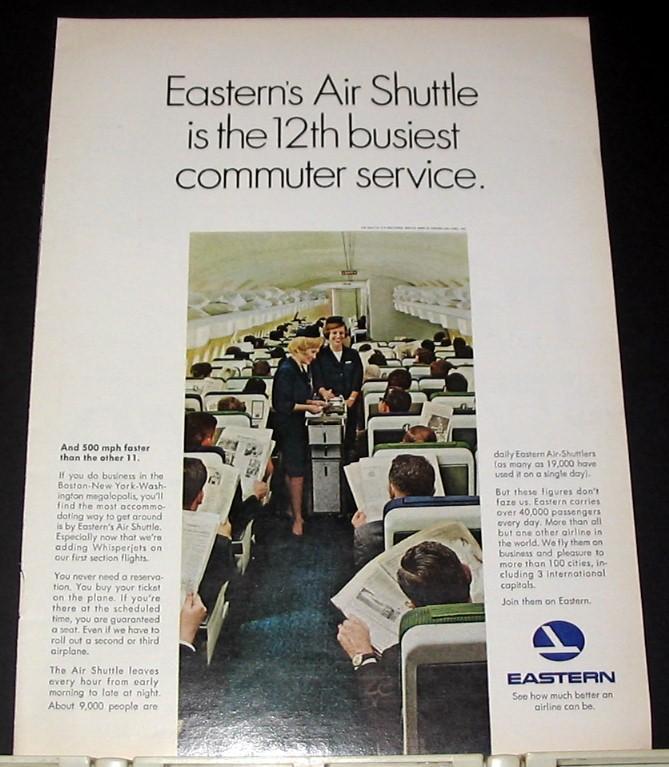 Eastern's Air Shuttle
is the 12th busiest
commuter service.
And 500 mph faster
than the other 11.
If you do business in the
Boston-New York-Wash-
ington megalopolis, you'll
find the most accommo-
dating way to get around
is by Eastern's Air Shuttle.
Especially now that we're
adding Whisperjets on
our first section flights.
You never need a reserva-
tion. You buy your ticket
on the plane. If you're
there at the scheduled
time, you are guaranteed
a seat. Even if we have to
roll out a second or third
airplane.
The Air Shuttle leaves
every hour from early
morning to late at night.
About 9,000 people are
daily Eastern Air-Shuttlers
(as many as 19,000 have
used it on a single day).
But these figures don't
faze us. Eastern carries
over 40,000 passengers
every day. More than all
but one other airline in
the world. We fly them on
business and pleasure to
more than 100 cities, in-
cluding 3 international
capitals.
Join them on Eastern.
EASTERN
See how much better an
airline can be.